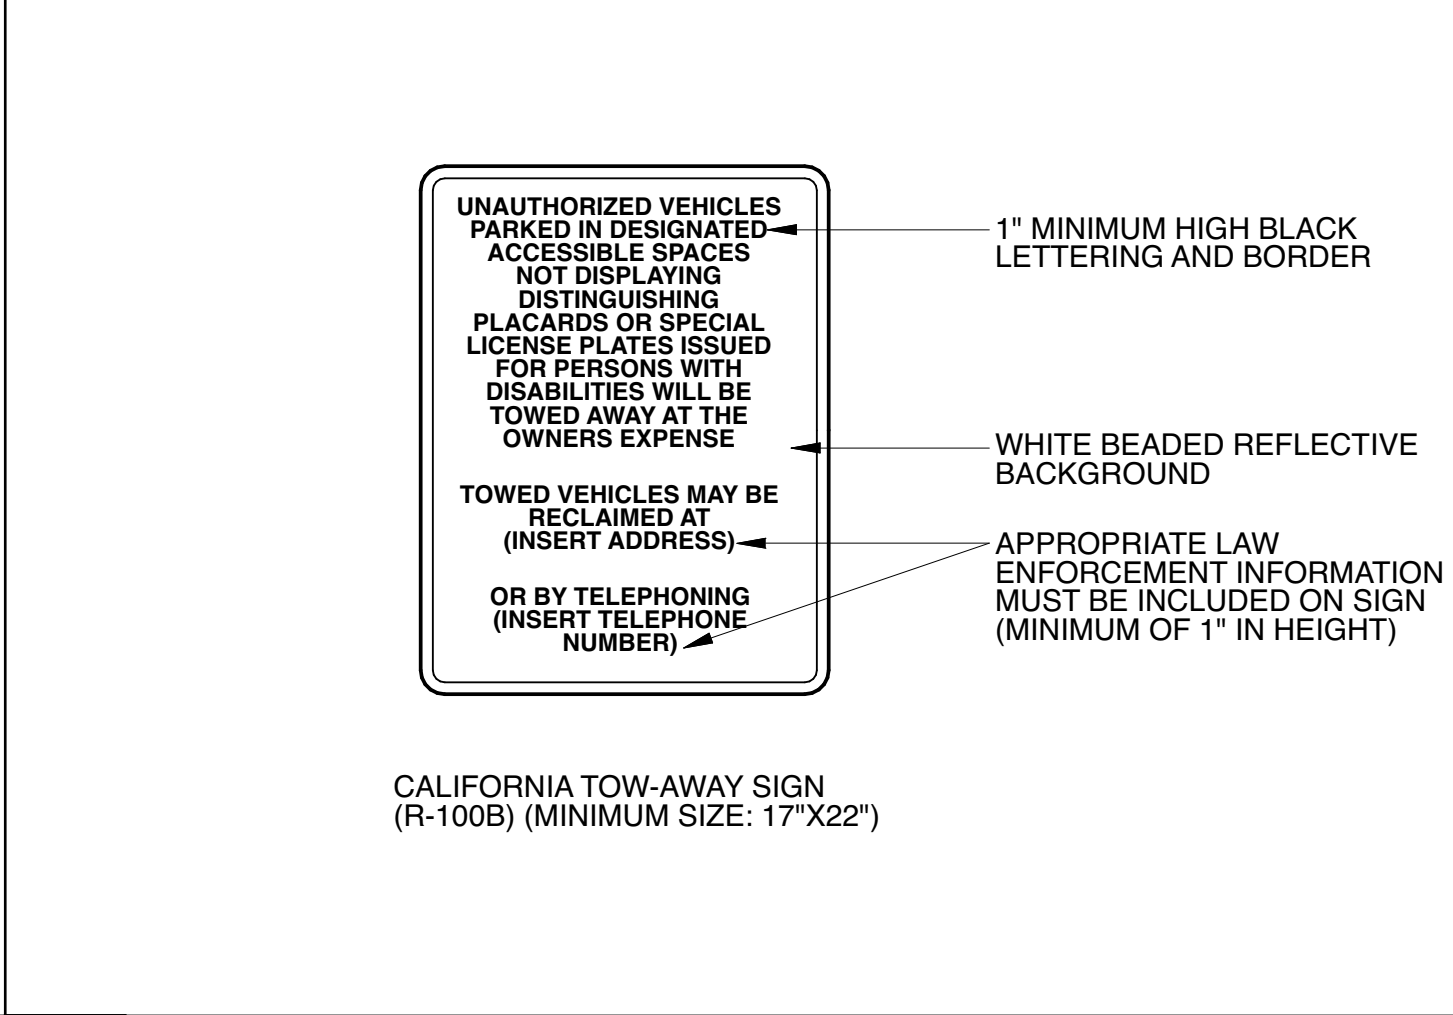 UNAUTHORIZED VEHICLES
PARKED IN DESIGNATED
ACCESSIBLE SPACES
NOT DISPLAYING
DISTINGUISHING
PLACARDS OR SPECIAL
LICENSE PLATES ISSUED
FOR PERSONS WITH
DISABILITIES WILL BE
TOWED AWAY AT THE
OWNERS EXPENSE
TOWED VEHICLES MAY BE
RECLAIMED AT
(INSERT ADDRESS)
OR BY TELEPHONING
(INSERT TELEPHONE
NUMBER)
1" MINIMUM HIGH BLACK
LETTERING AND BORDER
WHITE BEADED REFLECTIVE
BACKGROUND
APPROPRIATE LAW
ENFORCEMENT INFORMATION
MUST BE INCLUDED ON SIGN
(MINIMUM OF 1" IN HEIGHT)
CALIFORNIA TOW-AWAY SIGN
(R-100B) (MINIMUM SIZE: 17"X22")